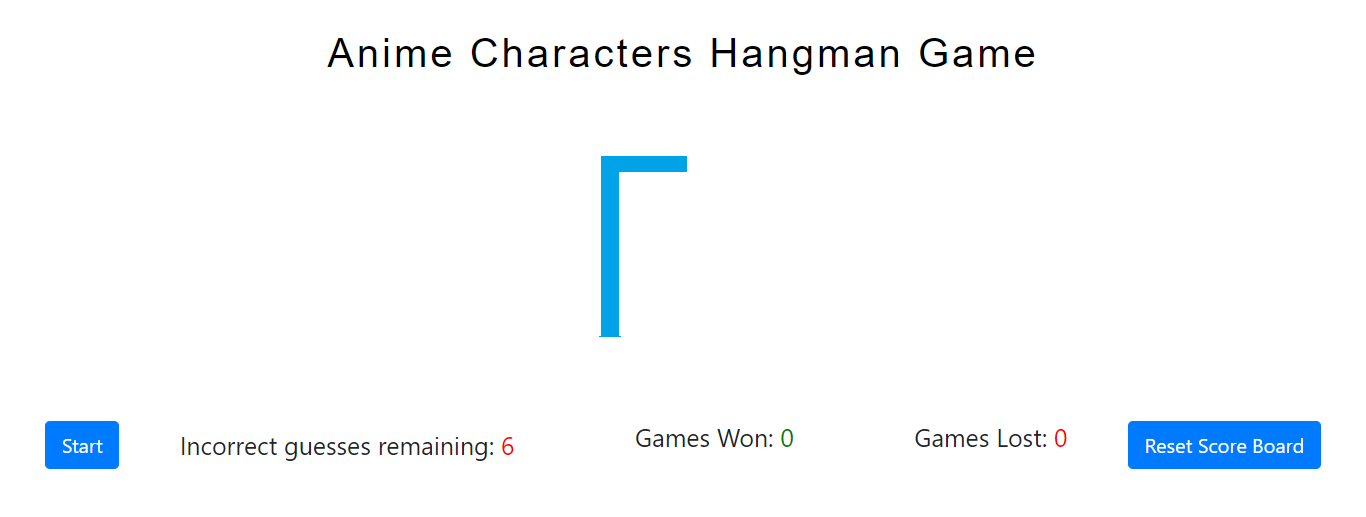 Anime Characters Hangman Game
Start
Incorrect guesses remaining: 6
Games Won: 0
Games Lost: 0
Reset Score Board